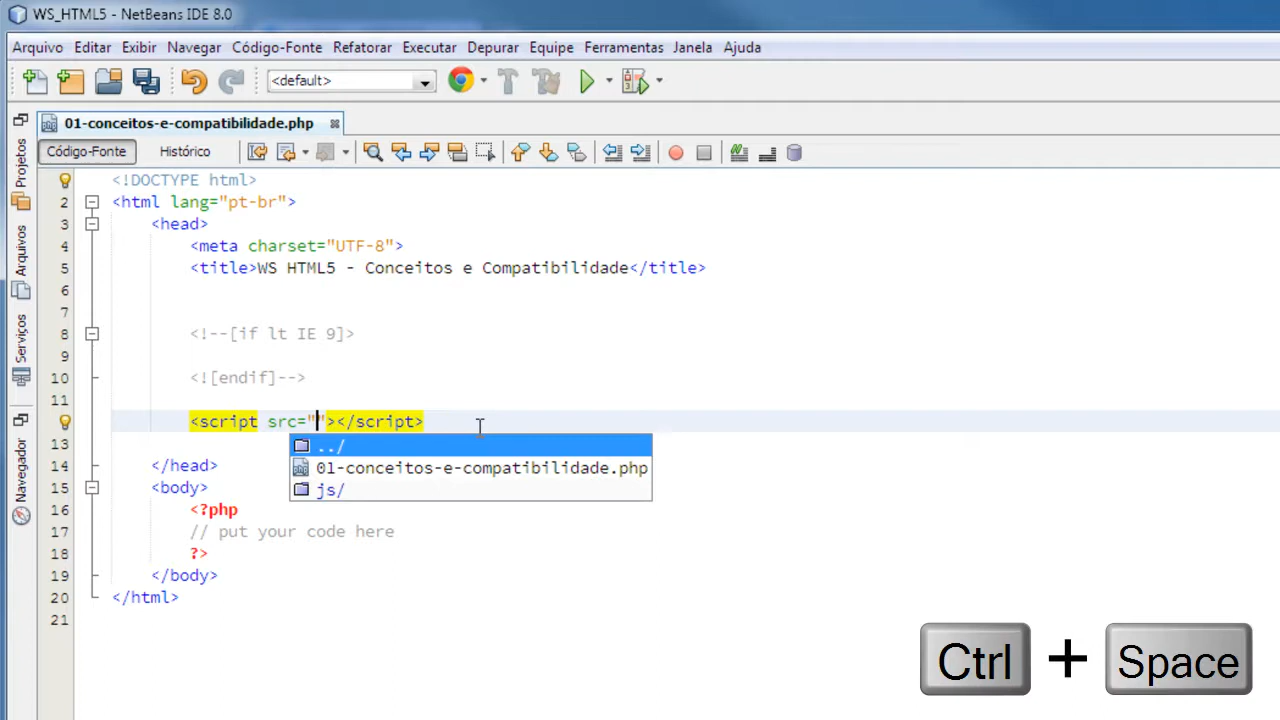 WS_HTML5 - NetBeans IDE 8.0
Arquivo Editar Exibir Navegar Código-Fonte Refatorar Executar Depurar Equipe Ferramentas Janela Ajuda
<default>
01-conceitos-e-compatibilidade.php
Código-Fonte Histórico
Projetos
Arquivos
Serviços
Navegador
<!DOCTYPE html>
2 <html lang="pt-br">
3 <head>
4 <meta charset="UTF-8">
5 <title>WS HTML5 - Conceitos e Compatibilidade</title>
6
7
8 <!--[if lt IE 9]>
9
10 <![endif]-->
11
<script src=""></script>
../
01-conceitos-e-compatibilidade.php
js/
13
14 </head>
15 <body>
16 <?php
17 // put your code here
18 ?>
19 </body>
20 </html>
21
Ctrl + Space